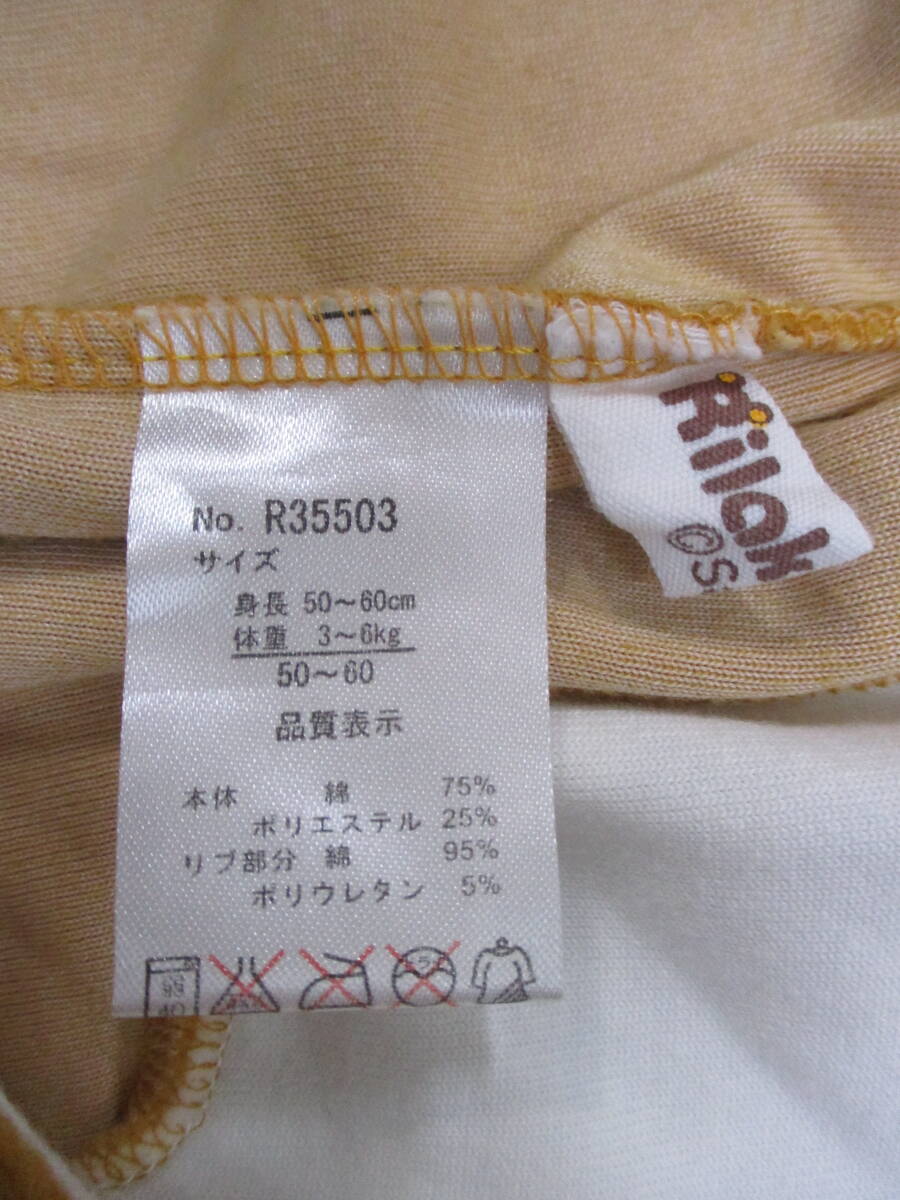 No. R35503
サイズ
身長 50～60cm
体重 3～6kg
50～60
品質表示
本体 綿 75%
ポリエステル 25%
リブ部分 綿 95%
ポリウレタン 5%
40
Rilak
©S